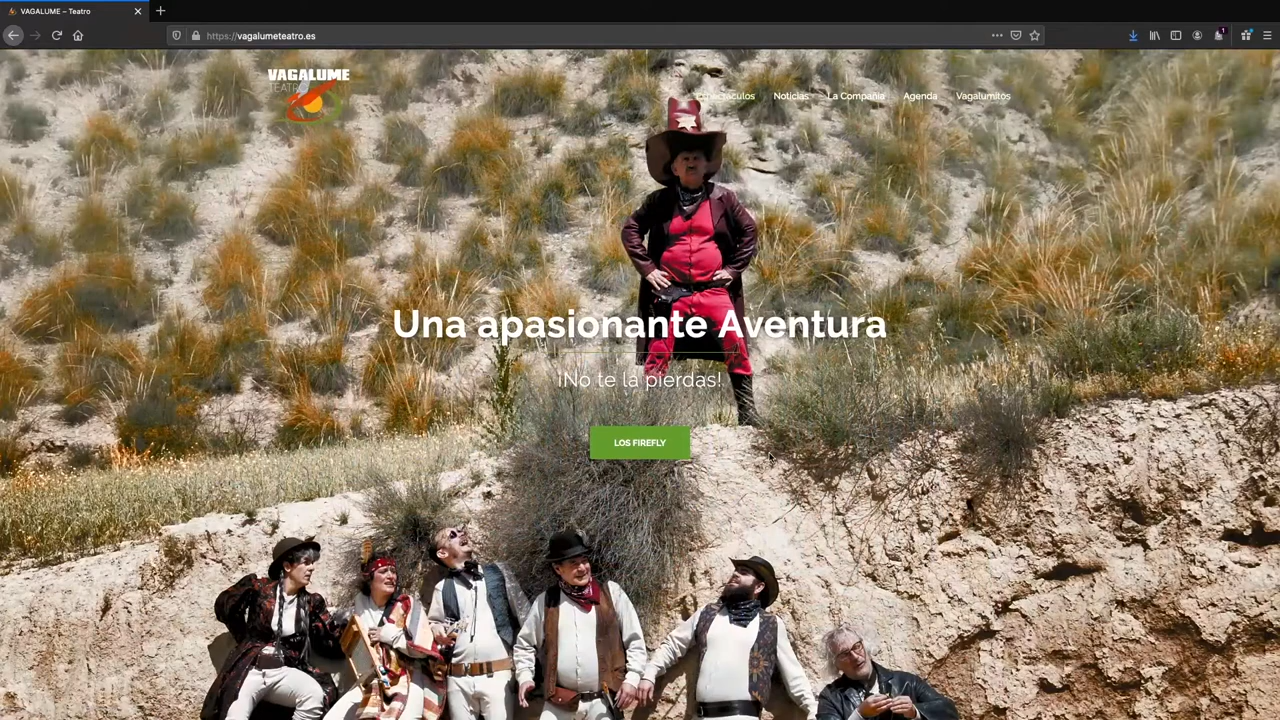 VAGALUME – Teatro
https://vagalumeteatro.es
1
VAGALUME
TEATRO
Espectáculos
Noticias
La Compañía
Agenda
Vagalumitos
Una apasionante Aventura
¡No te la pierdas!
LOS FIREFLY